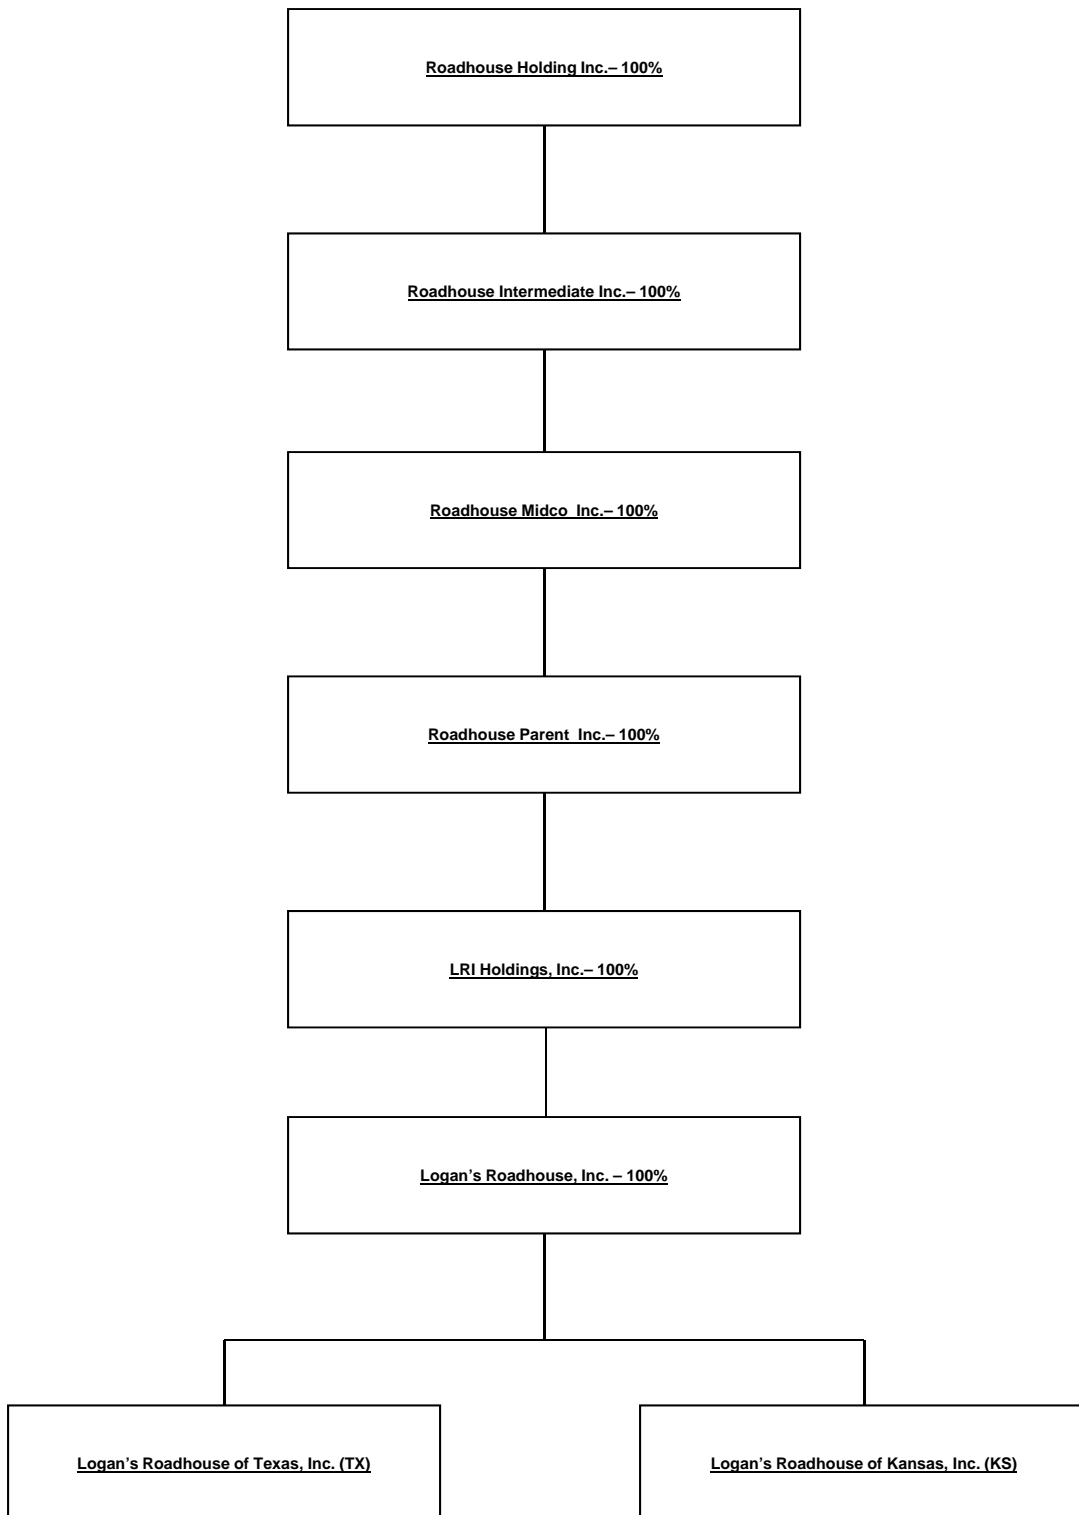 Roadhouse Holding Inc.– 100%
Roadhouse Intermediate Inc.– 100%
Roadhouse Midco  Inc.– 100%
Roadhouse Parent  Inc.– 100%
LRI Holdings, Inc.– 100%
Logan’s Roadhouse, Inc. – 100%
Logan’s Roadhouse of Texas, Inc. (TX)
Logan’s Roadhouse of Kansas, Inc. (KS)